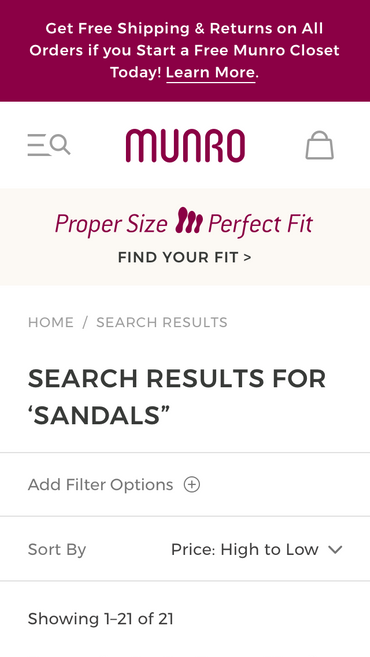 Get Free Shipping & Returns on All
Orders if you Start a Free Munro Closet
Today! Learn More.
MUNRO
Proper Size Perfect Fit
FIND YOUR FIT >
HOME / SEARCH RESULTS
SEARCH RESULTS FOR
‘SANDALS”
Add Filter Options
Sort By Price: High to Low
Showing 1–21 of 21